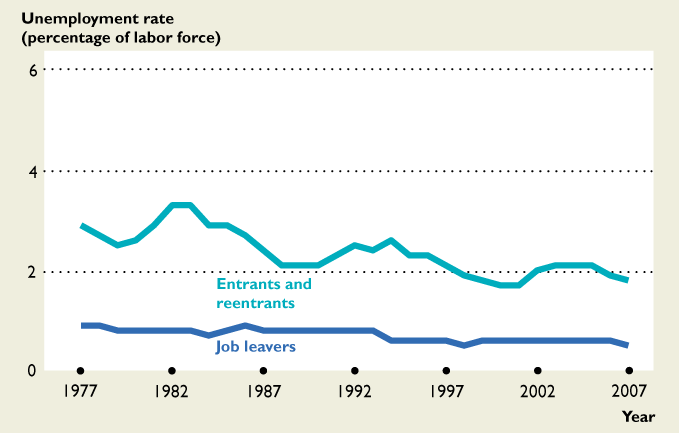 Unemployment rate
(percentage of labor force)
6
4
2
Entrants and
reentrants
Job leavers
0
1977 1982 1987 1992 1997 2002 2007
Year